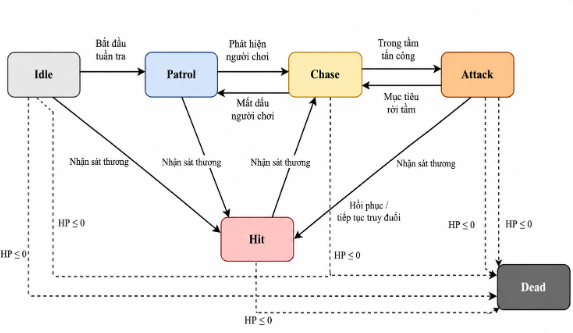 Bắt đầu
tuần tra
Phát hiện
người chơi
Trong tầm
tấn công
Idle
Patrol
Chase
Attack
Mất dấu
người chơi
Mục tiêu
rời tầm
Nhận sát thương
Nhận sát thương
Nhận sát thương
Nhận sát thương
Hồi phục /
tiếp tục truy đuổi
HP ≤ 0
HP ≤ 0
HP ≤ 0
Hit
HP ≤ 0
HP ≤ 0
Dead
HP ≤ 0